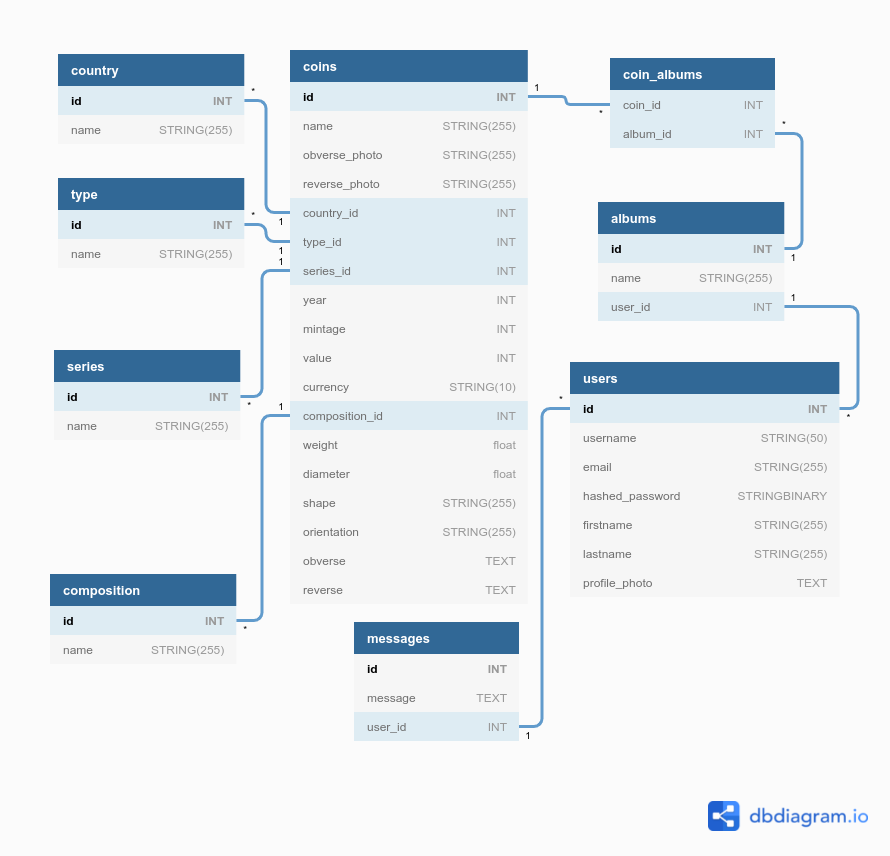 country
id INT
name STRING(255)
type
id INT
name STRING(255)
series
id INT
name STRING(255)
composition
id INT
name STRING(255)
coins
id INT
name STRING(255)
obverse_photo STRING(255)
reverse_photo STRING(255)
country_id INT
type_id INT
series_id INT
year INT
mintage INT
value INT
currency STRING(10)
composition_id INT
weight float
diameter float
shape STRING(255)
orientation STRING(255)
obverse TEXT
reverse TEXT
messages
id INT
message TEXT
user_id INT
coin_albums
coin_id INT
album_id INT
albums
id INT
name STRING(255)
user_id INT
users
id INT
username STRING(50)
email STRING(255)
hashed_password STRINGBINARY
firstname STRING(255)
lastname STRING(255)
profile_photo TEXT
*
1
*
1
1
*
1
*
1
*
*
1
1
*
*
1
dbdiagram.io